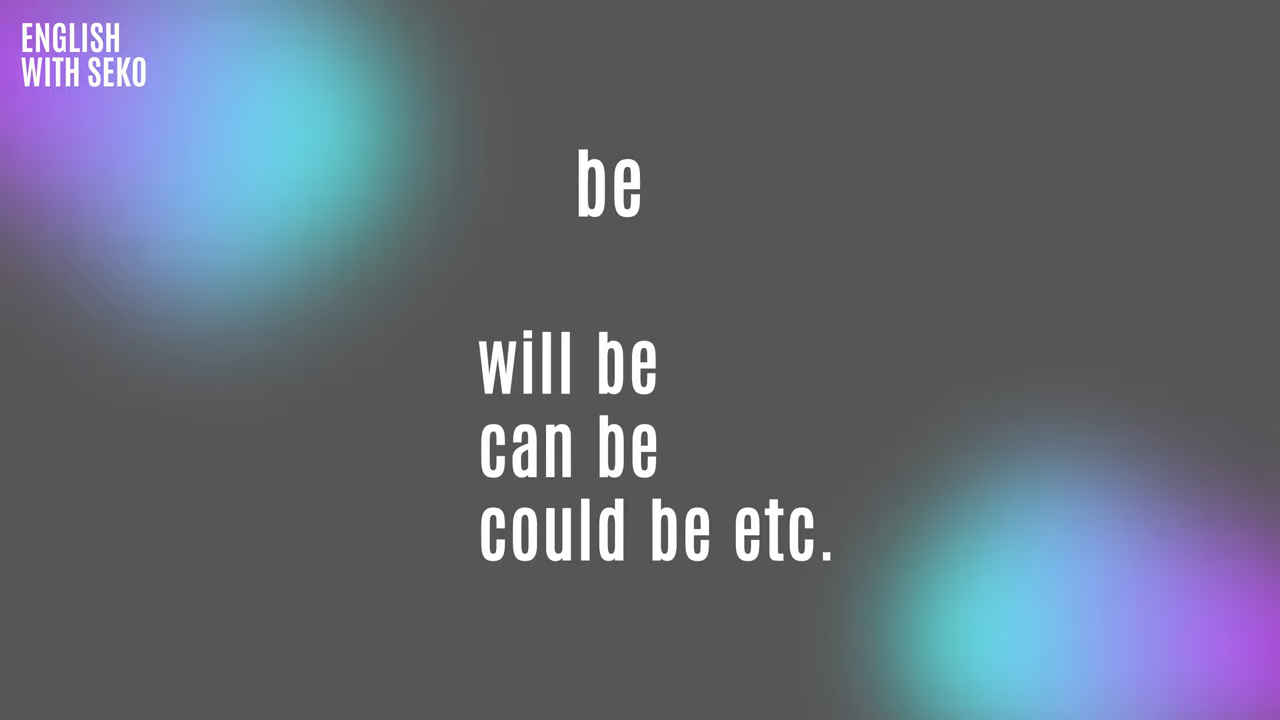 ENGLISH
WITH SEKO
be
will be
can be
could be etc.